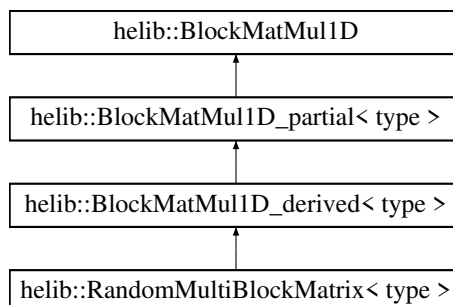 helib::BlockMatMul1D
helib::BlockMatMul1D_partial< type >
helib::BlockMatMul1D_derived< type >
helib::RandomMultiBlockMatrix< type >